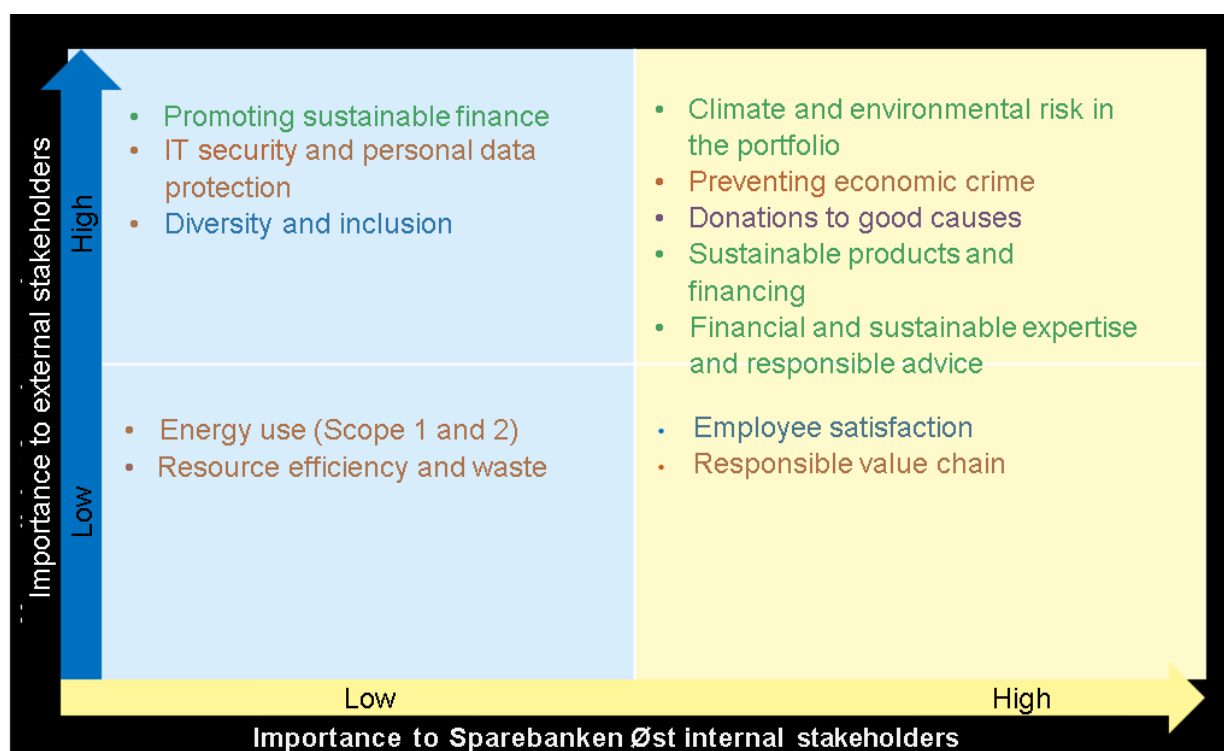 Importance to external stakeholders
High
Low
• Promoting sustainable finance
• IT security and personal data
protection
• Diversity and inclusion
• Climate and environmental risk in
the portfolio
• Preventing economic crime
• Donations to good causes
• Sustainable products and
financing
• Financial and sustainable expertise
and responsible advice
• Energy use (Scope 1 and 2)
• Resource efficiency and waste
• Employee satisfaction
• Responsible value chain
Low
High
Importance to Sparebanken Øst internal stakeholders